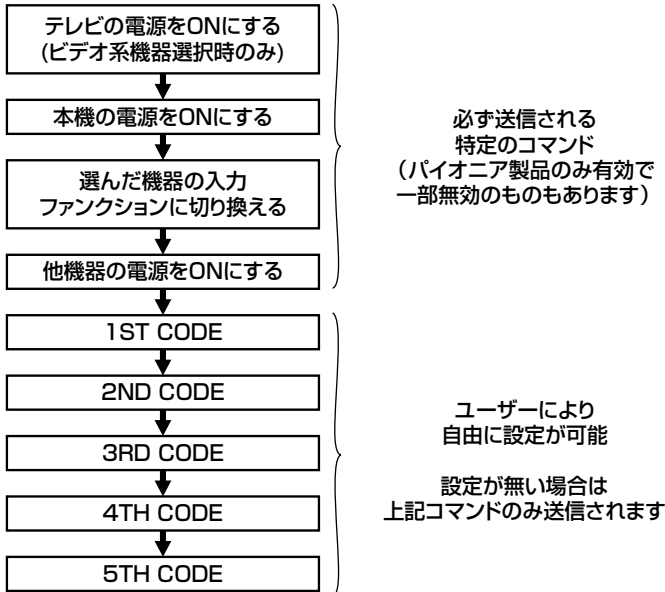 テレビの電源をONにする
(ビデオ系機器選択時のみ)
本機の電源をONにする
選んだ機器の入力
ファンクションに切り換える
他機器の電源をONにする
必ず送信される
特定のコマンド
（パイオニア製品のみ有効で
一部無効のものもあります）
1ST CODE
2ND CODE
3RD CODE
4TH CODE
5TH CODE
ユーザーにより
自由に設定が可能
設定が無い場合は
上記コマンドのみ送信されます